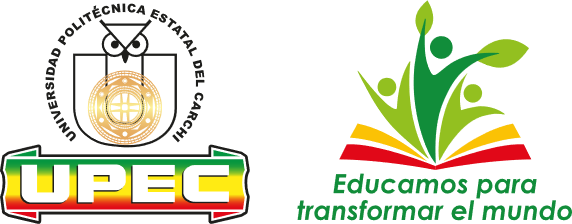 UNIVERSIDAD POLITÉCNICA ESTATAL DEL CARCHI
UPEC
Educamos para
transformar el mundo